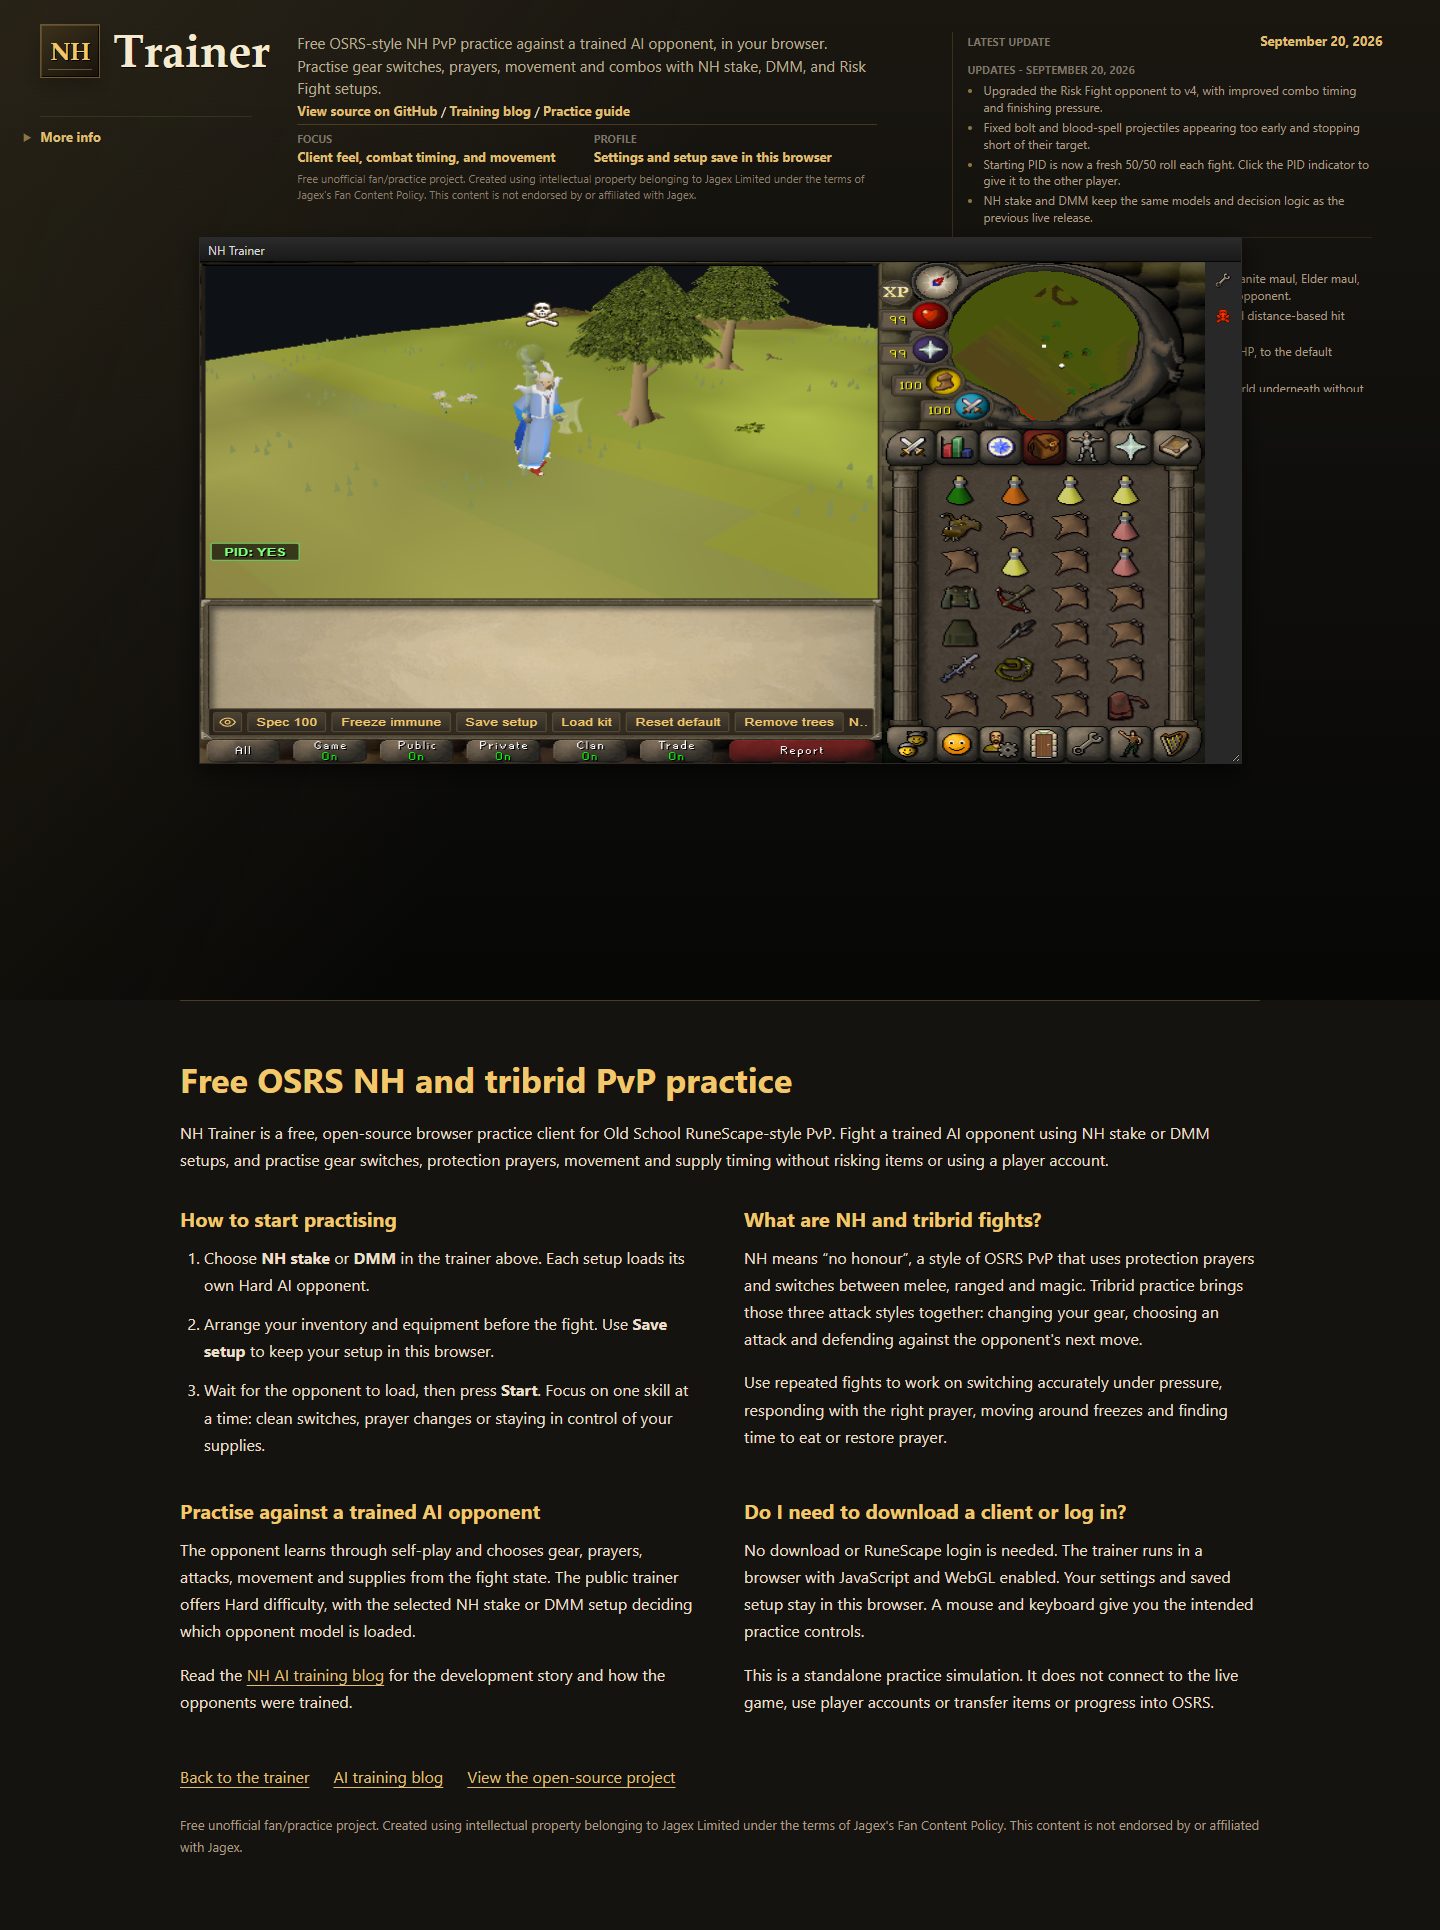 NH Trainer
More info
Free OSRS-style NH PvP practice against a trained AI opponent, in your browser.
Practise gear switches, prayers, movement and combos with NH stake, DMM, and Risk
Fight setups.
View source on GitHub / Training blog / Practice guide
FOCUS
Client feel, combat timing, and movement
PROFILE
Settings and setup save in this browser
Free unofficial fan/practice project. Created using intellectual property belonging to Jagex Limited under the terms of
Jagex's Fan Content Policy. This content is not endorsed by or affiliated with Jagex.
LATEST UPDATE
September 20, 2026
UPDATES - SEPTEMBER 20, 2026
• Upgraded the Risk Fight opponent to v4, with improved combo timing
and finishing pressure.
• Fixed bolt and blood-spell projectiles appearing too early and stopping
short of their target.
• Starting PID is now a fresh 50/50 roll each fight. Click the PID indicator to
give it to the other player.
• NH stake and DMM keep the same models and decision logic as the
previous live release.
maul, Elder maul,
distance-based hit
to the default
underneath without
NH Trainer
XP
99
99
100
100
PID: YES
Spec 100
Freeze immune
Save setup
Load kit
Reset default
Remove trees
N..
All
Game
On
Public
On
Private
On
Clan
On
Trade
On
Report
Free OSRS NH and tribrid PvP practice
NH Trainer is a free, open-source browser practice client for Old School RuneScape-style PvP. Fight a trained AI opponent using NH stake or DMM
setups, and practise gear switches, protection prayers, movement and supply timing without risking items or using a player account.
How to start practising
1. Choose NH stake or DMM in the trainer above. Each setup loads its
own Hard AI opponent.
2. Arrange your inventory and equipment before the fight. Use Save
setup to keep your setup in this browser.
3. Wait for the opponent to load, then press Start. Focus on one skill at
a time: clean switches, prayer changes or staying in control of your
supplies.
What are NH and tribrid fights?
NH means “no honour”, a style of OSRS PvP that uses protection prayers
and switches between melee, ranged and magic. Tribrid practice brings
those three attack styles together: changing your gear, choosing an
attack and defending against the opponent's next move.
Use repeated fights to work on switching accurately under pressure,
responding with the right prayer, moving around freezes and finding
time to eat or restore prayer.
Practise against a trained AI opponent
The opponent learns through self-play and chooses gear, prayers,
attacks, movement and supplies from the fight state. The public trainer
offers Hard difficulty, with the selected NH stake or DMM setup deciding
which opponent model is loaded.
Read the NH AI training blog for the development story and how the
opponents were trained.
Do I need to download a client or log in?
No download or RuneScape login is needed. The trainer runs in a
browser with JavaScript and WebGL enabled. Your settings and saved
setup stay in this browser. A mouse and keyboard give you the intended
practice controls.
This is a standalone practice simulation. It does not connect to the live
game, use player accounts or transfer items or progress into OSRS.
Back to the trainer
AI training blog
View the open-source project
Free unofficial fan/practice project. Created using intellectual property belonging to Jagex Limited under the terms of Jagex's Fan Content Policy. This content is not endorsed by or affiliated
with Jagex.